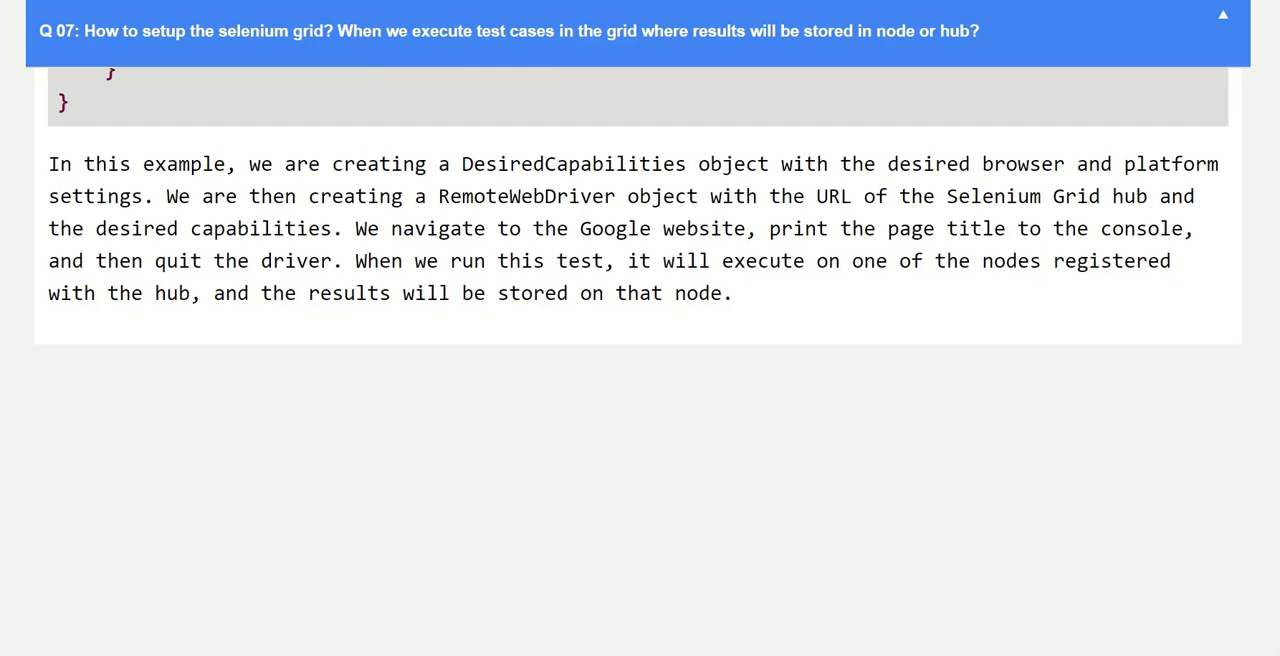 Q 07: How to setup the selenium grid? When we execute test cases in the grid where results will be stored in node or hub?
▲
}
}
In this example, we are creating a DesiredCapabilities object with the desired browser and platform
settings. We are then creating a RemoteWebDriver object with the URL of the Selenium Grid hub and
the desired capabilities. We navigate to the Google website, print the page title to the console,
and then quit the driver. When we run this test, it will execute on one of the nodes registered
with the hub, and the results will be stored on that node.